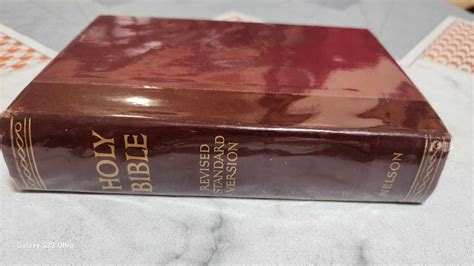 HOLY
BIBLE
REVISED
STANDARD
VERSION
NELSON
Galaxy S22 Ultra